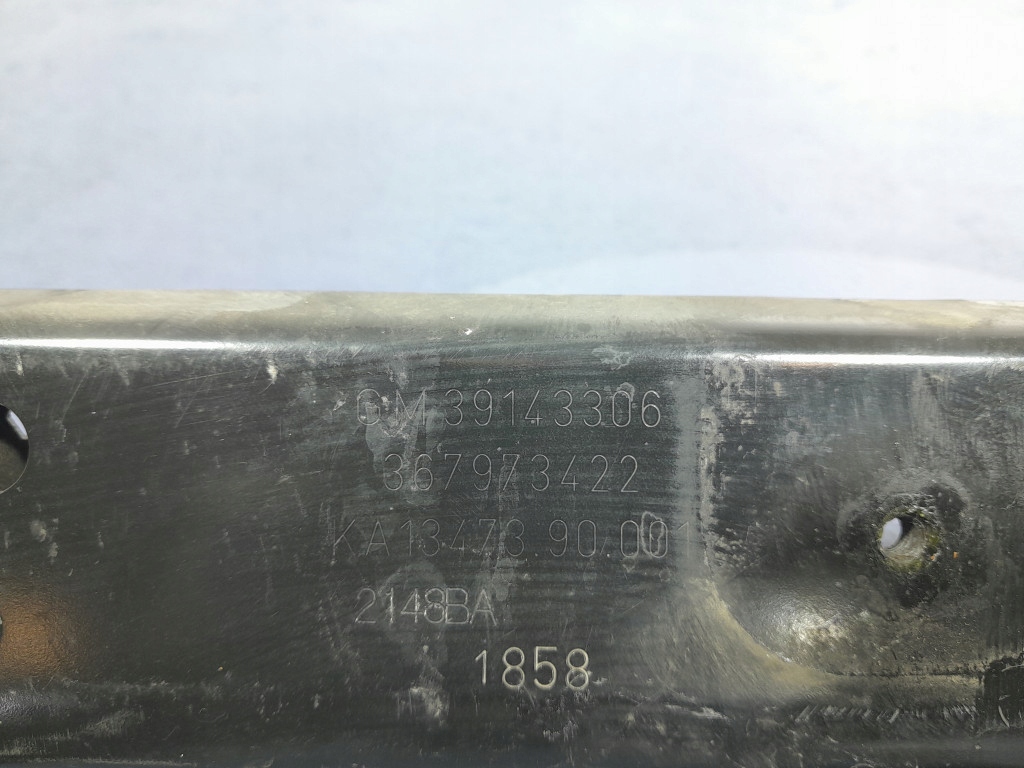 GM 39143306
367973422
KA 13473.90.001
2148BA
1858